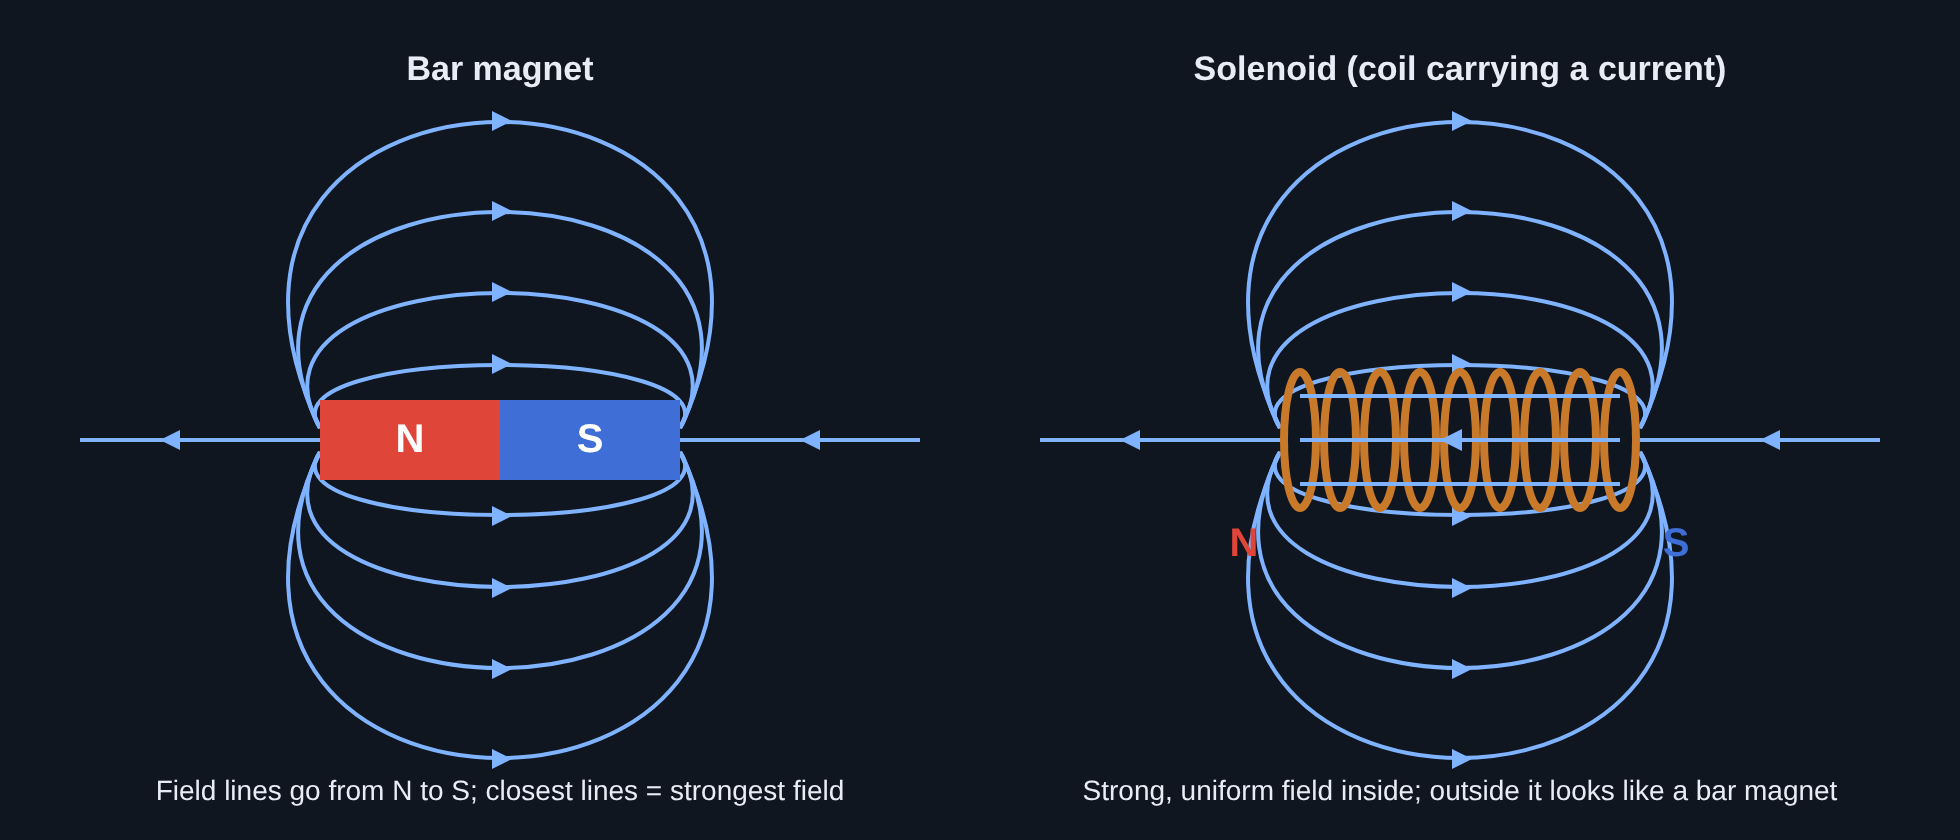 Bar magnet
Solenoid (coil carrying a current)
N
S
N
S
Field lines go from N to S; closest lines = strongest field
Strong, uniform field inside; outside it looks like a bar magnet